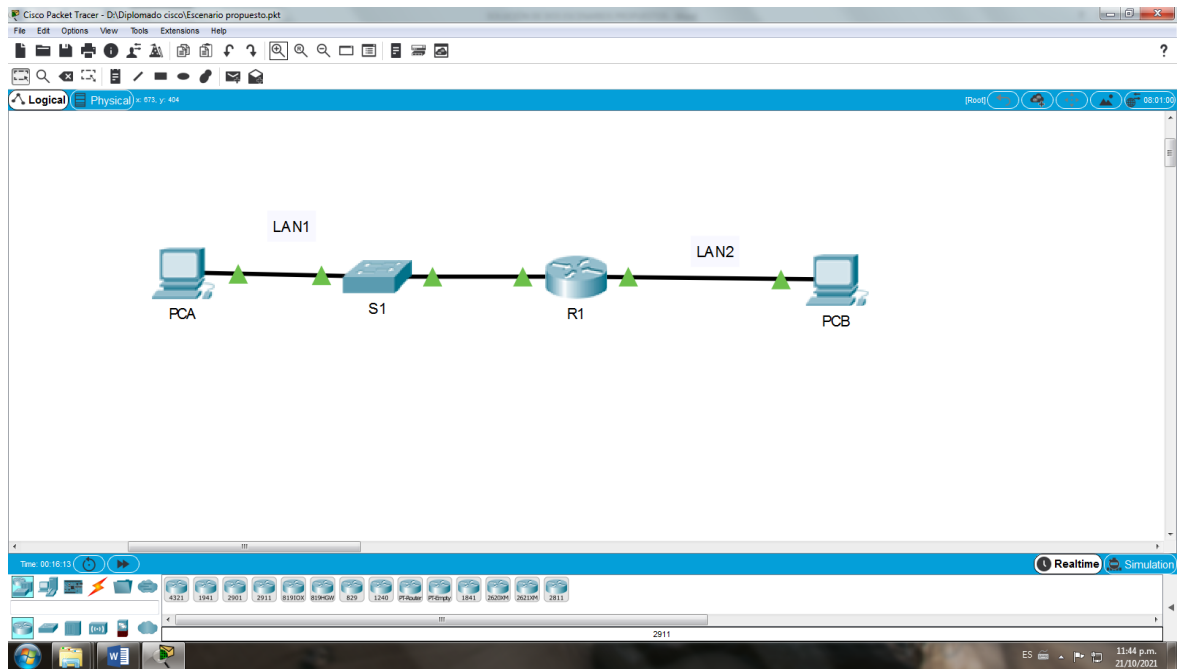 Cisco Packet Tracer - D:\Diplomado cisco\Escenario propuesto.pkt
File Edit Options View Tools Extensions Help
?
Logical Physical x: 673, y: 404 [Root] 08:01:00
LAN1
LAN2
PCA
S1
R1
PCB
Time: 00:16:13 Realtime Simulation
4321 1941 2901 2911 819IOX 819HGW 829 1240 PT-Router PT-Empty 1841 2620XM 2621XM 2811
2911
ES 11:44 p.m.
21/10/2021